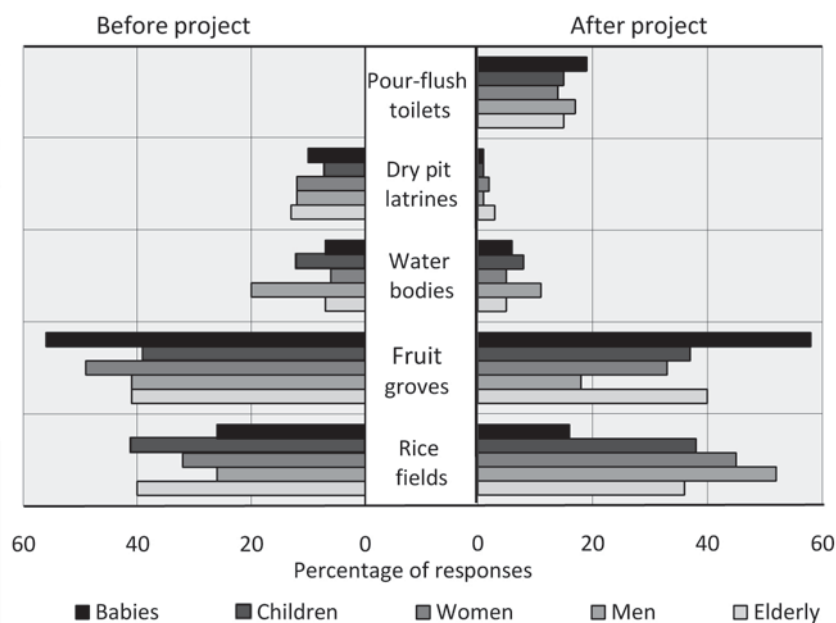 Before project After project
Pour-flush
toilets
Dry pit
latrines
Water
bodies
Fruit
groves
Rice
fields
60 40 20 0 0 20 40 60
Percentage of responses
Babies Children Women Men Elderly